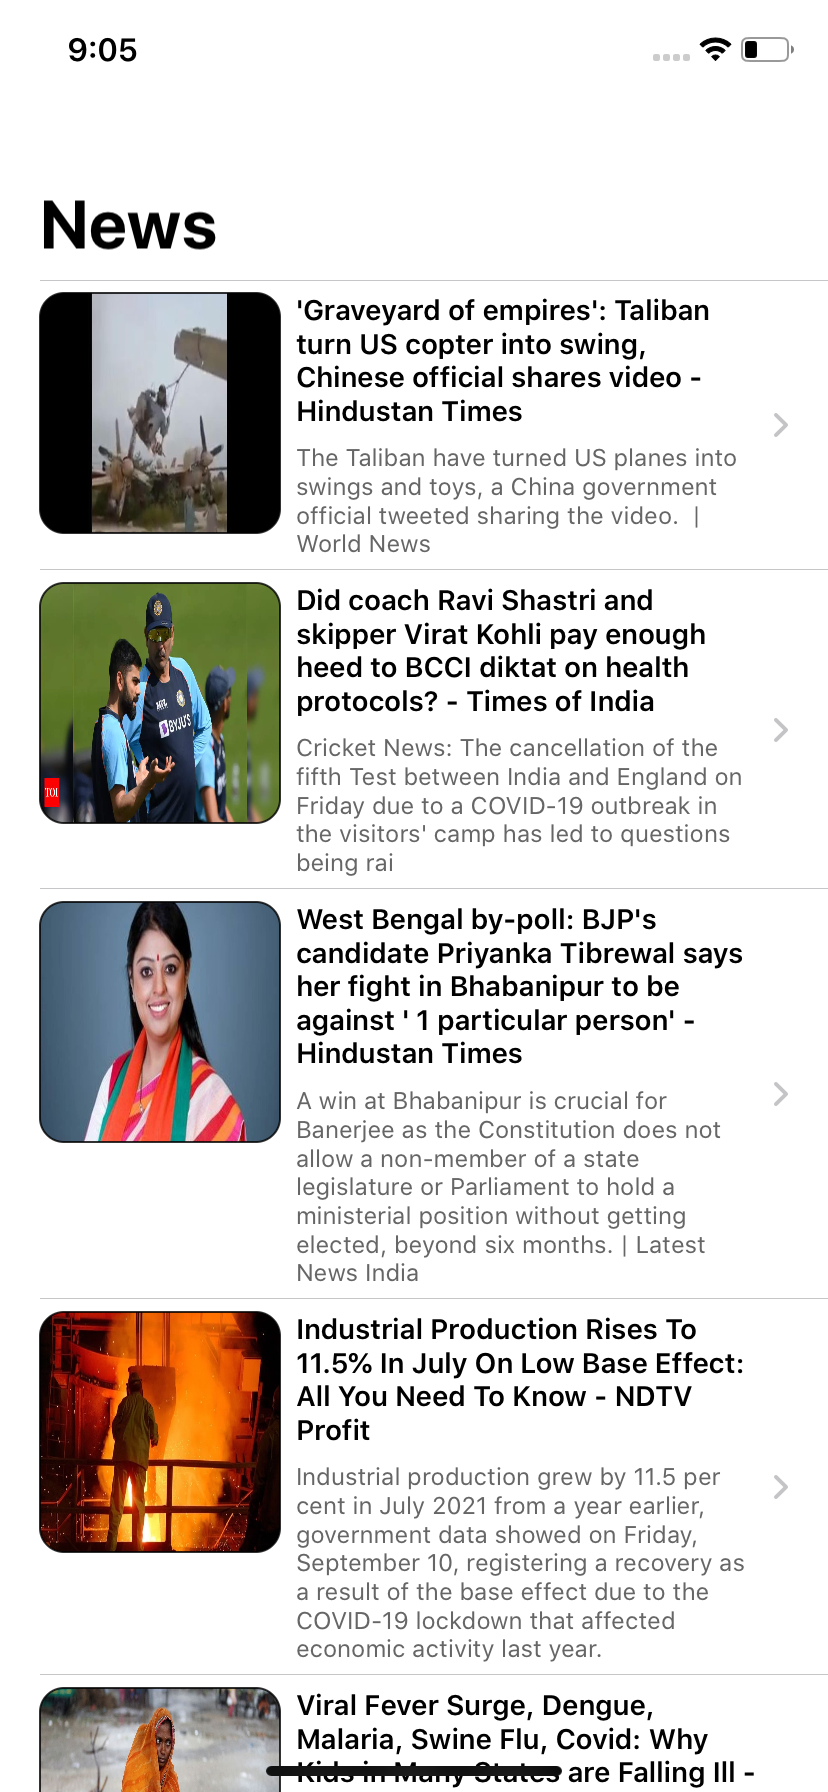 9:05
News
'Graveyard of empires': Taliban
turn US copter into swing,
Chinese official shares video -
Hindustan Times
The Taliban have turned US planes into
swings and toys, a China government
official tweeted sharing the video.  |
World News
Did coach Ravi Shastri and
skipper Virat Kohli pay enough
heed to BCCI diktat on health
protocols? - Times of India
BYJU'S
TOI
Cricket News: The cancellation of the
fifth Test between India and England on
Friday due to a COVID-19 outbreak in
the visitors' camp has led to questions
being rai
West Bengal by-poll: BJP's
candidate Priyanka Tibrewal says
her fight in Bhabanipur to be
against ' 1 particular person' -
Hindustan Times
A win at Bhabanipur is crucial for
Banerjee as the Constitution does not
allow a non-member of a state
legislature or Parliament to hold a
ministerial position without getting
elected, beyond six months. | Latest
News India
Industrial Production Rises To
11.5% In July On Low Base Effect:
All You Need To Know - NDTV
Profit
Industrial production grew by 11.5 per
cent in July 2021 from a year earlier,
government data showed on Friday,
September 10, registering a recovery as
a result of the base effect due to the
COVID-19 lockdown that affected
economic activity last year.
Viral Fever Surge, Dengue,
Malaria, Swine Flu, Covid: Why
Kids in Many States are Falling Ill -